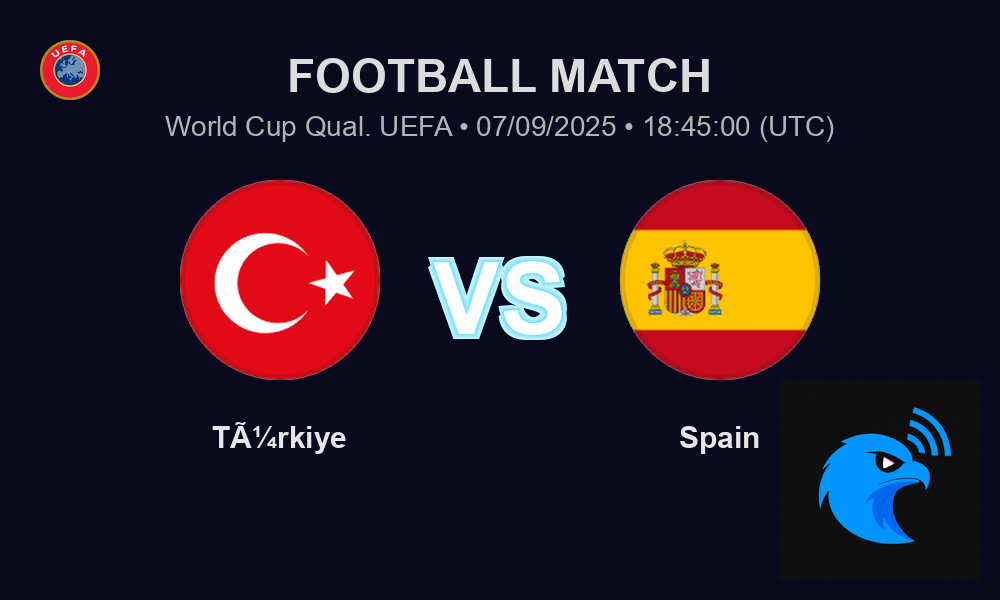 UEFA
FOOTBALL MATCH
World Cup Qual. UEFA • 07/09/2025 • 18:45:00 (UTC)
VS
TÃ¼rkiye
Spain